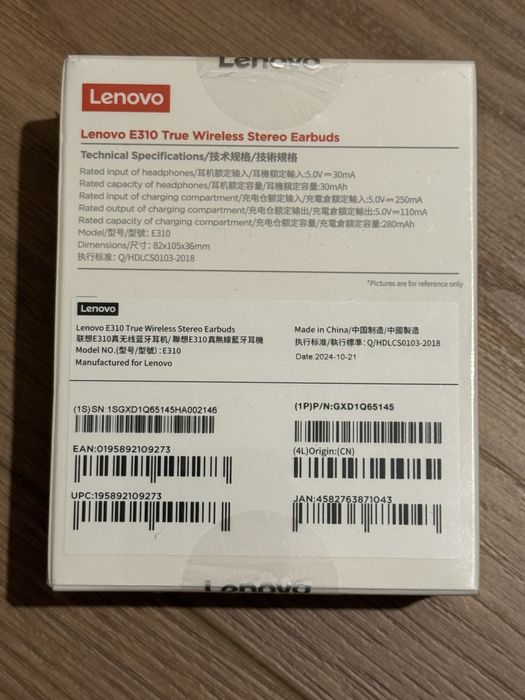 Lenovo
Lenovo
Lenovo E310 True Wireless Stereo Earbuds
Technical Specifications/技术规格/技術規格
Rated input of headphones/耳机额定输入/耳機額定輸入:5.0V⎓30mA
Rated capacity of headphones/耳机额定容量/耳機額定容量:30mAh
Rated input of charging compartment/充电仓额定输入/充電倉額定輸入:5.0V⎓250mA
Rated output of charging compartment/充电仓额定输出/充電倉額定輸出:5.0V⎓110mA
Rated capacity of charging compartment/充电仓额定容量/充電倉額定容量:280mAh
Model/型号/型號: E310
Dimensions/尺寸: 82x105x36mm
执行标准: Q/HDLCS0103-2018
*Pictures are for reference only
Lenovo
Lenovo E310 True Wireless Stereo Earbuds
联想E310真无线蓝牙耳机/ 聯想E310真無線藍牙耳機
Model NO.(型号/型號) : E310
Manufactured for Lenovo
Made in China/中国制造/中國製造
执行标准/執行標準: Q/HDLCS0103-2018
Date:2024-10-21
(1S)SN:1SGXD1Q65145HA002146
(1P)P/N:GXD1Q65145
EAN:0195892109273
(4L)Origin:(CN)
UPC:195892109273
JAN:4582763871043
Lenovo